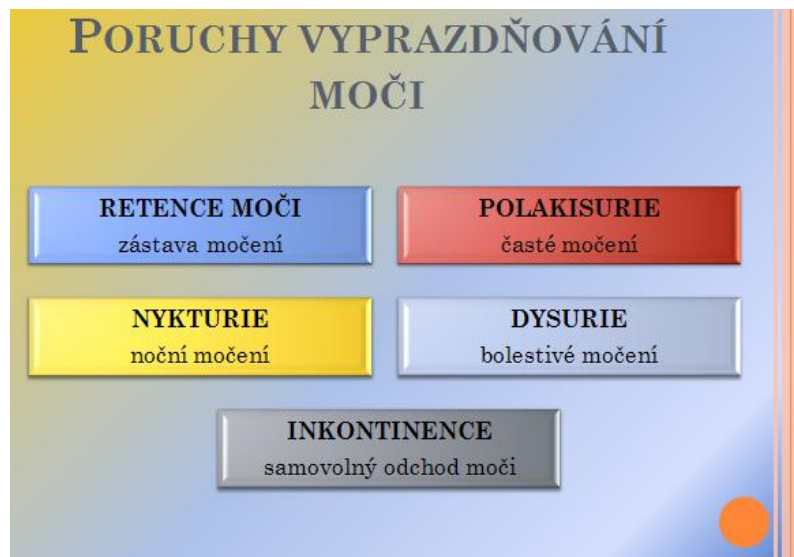 PORUCHY VYPRAZDŇOVÁNÍ
MOČI
RETENCE MOČI
zástava močení
POLAKISURIE
časté močení
NYKTURIE
noční močení
DYSURIE
bolestivé močení
INKONTINENCE
samovolný odchod moči